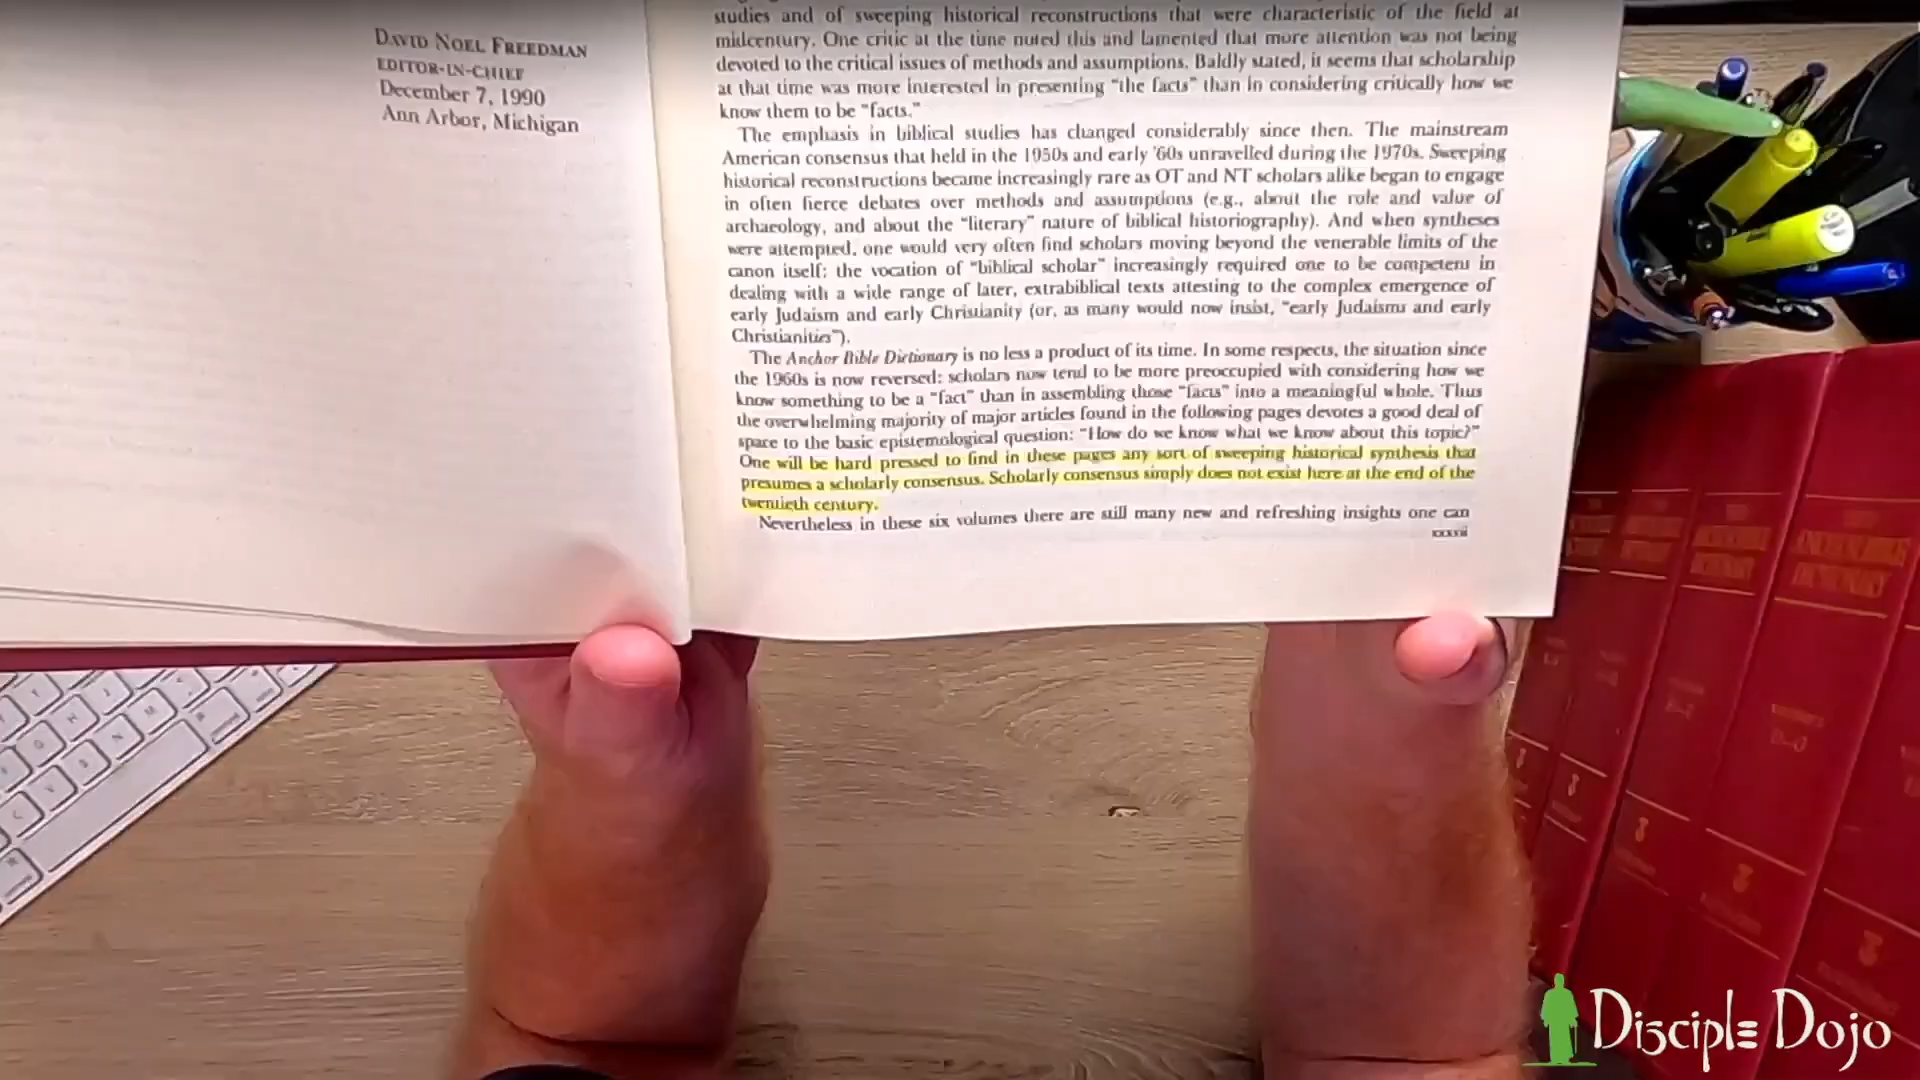 DAVID NOEL FREEDMAN
EDITOR-IN-CHIEF
December 7, 1990
Ann Arbor, Michigan
studies and of sweeping historical reconstructions that were characteristic of the field at
midcentury. One critic at the time noted this and lamented that more attention was not being
devoted to the critical issues of methods and assumptions. Baldly stated, it seems that scholarship
at that time was more interested in presenting "the facts" than in considering critically how we
know them to be "facts."
The emphasis in biblical studies has changed considerably since then. The mainstream
American consensus that held in the 1950s and early '60s unravelled during the 1970s. Sweeping
historical reconstructions became increasingly rare as OT and NT scholars alike began to engage
in often fierce debates over methods and assumptions (e.g., about the role and value of
archaeology, and about the "literary" nature of biblical historiography). And when syntheses
were attempted, one would very often find scholars moving beyond the venerable limits of the
canon itself: the vocation of "biblical scholar" increasingly required one to be competent in
dealing with a wide range of later, extrabiblical texts attesting to the complex emergence of
early Judaism and early Christianity (or, as many would now insist, "early Judaisms and early
Christianities").
The Anchor Bible Dictionary is no less a product of its time. In some respects, the situation since
the 1960s is now reversed: scholars now tend to be more preoccupied with considering how we
know something to be a "fact" than in assembling those "facts" into a meaningful whole. Thus
the overwhelming majority of major articles found in the following pages devotes a good deal of
space to the basic epistemological question: "How do we know what we know about this topic?"
One will be hard pressed to find in these pages any sort of sweeping historical synthesis that
presumes a scholarly consensus. Scholarly consensus simply does not exist here at the end of the
twentieth century.
Nevertheless in these six volumes there are still many new and refreshing insights one can
ANCHOR BIBLE
DICTIONARY
Disciple Dojo